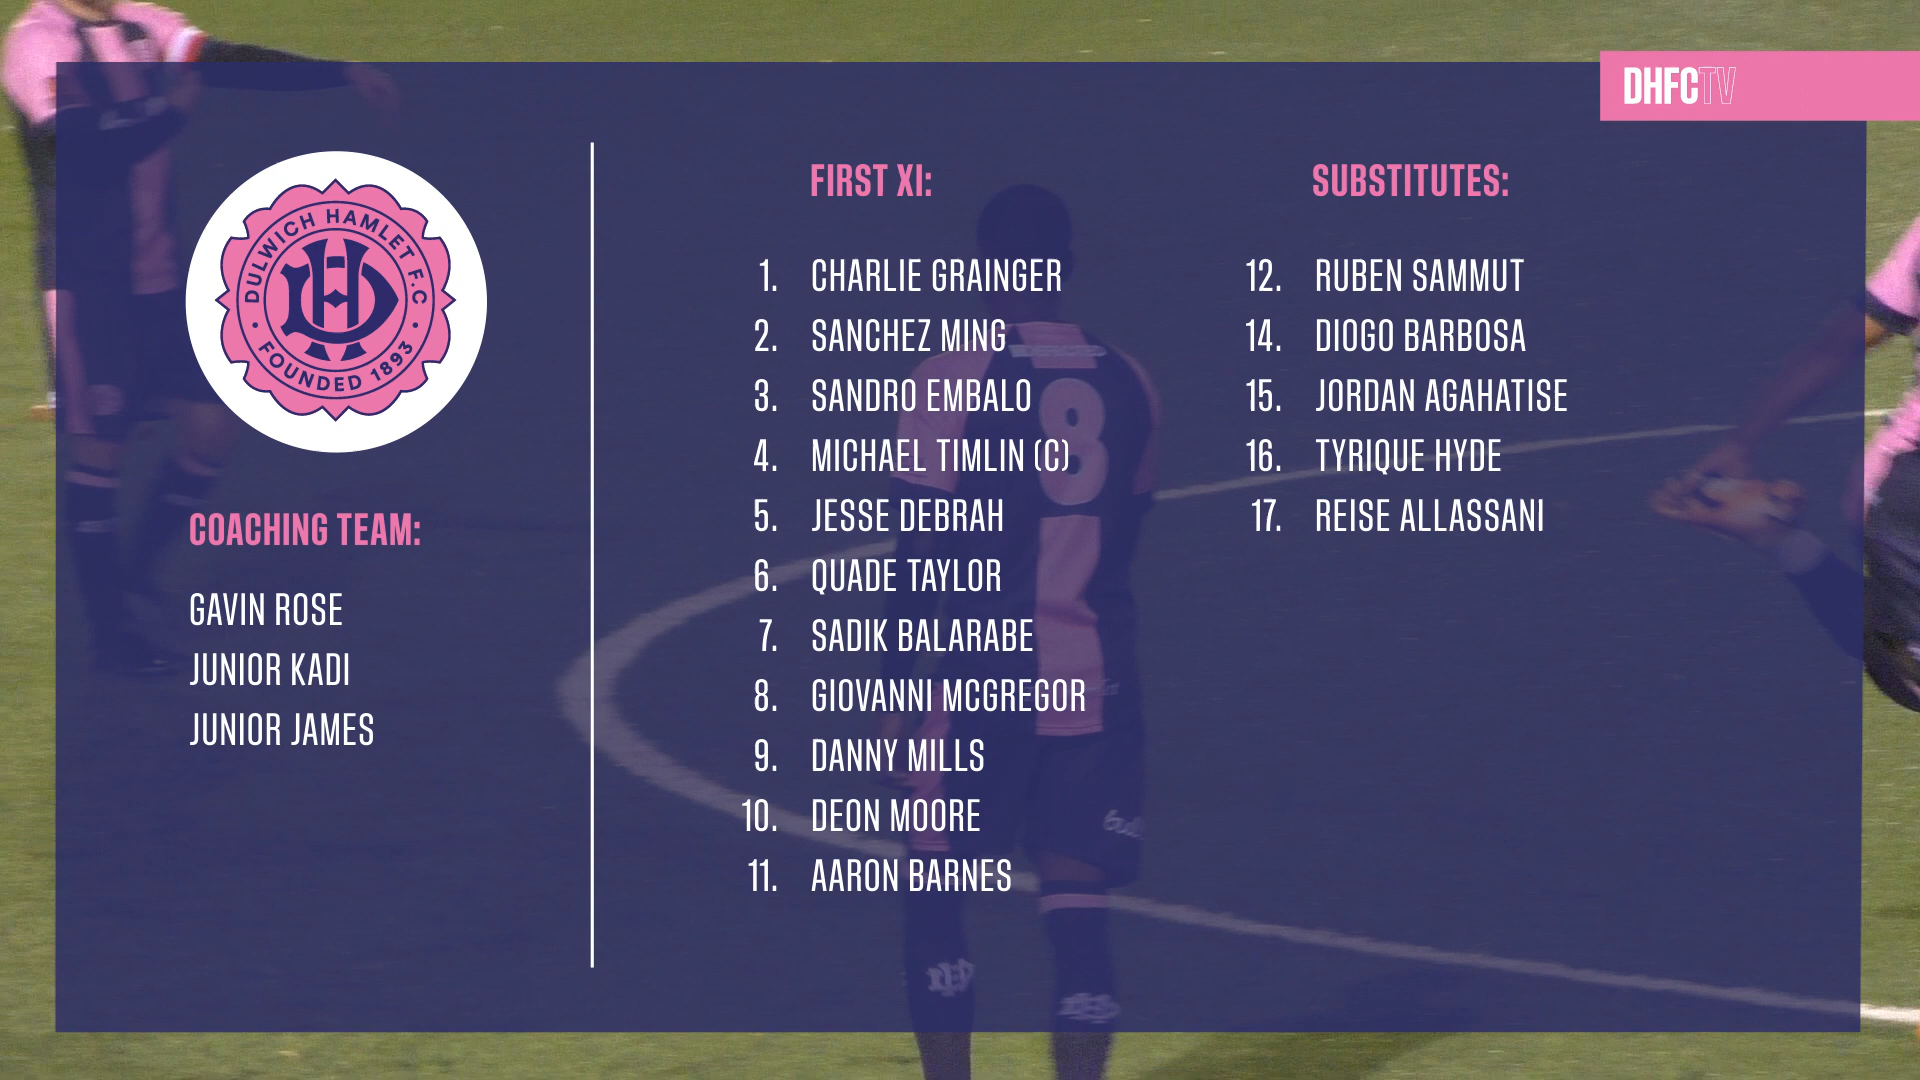 DHFCTV
DULWICH HAMLET F.C
FOUNDED 1893
COACHING TEAM:
GAVIN ROSE
JUNIOR KADI
JUNIOR JAMES
FIRST XI:
1. CHARLIE GRAINGER
2. SANCHEZ MING
3. SANDRO EMBALO
4. MICHAEL TIMLIN (C)
5. JESSE DEBRAH
6. QUADE TAYLOR
7. SADIK BALARABE
8. GIOVANNI MCGREGOR
9. DANNY MILLS
10. DEON MOORE
11. AARON BARNES
SUBSTITUTES:
12. RUBEN SAMMUT
14. DIOGO BARBOSA
15. JORDAN AGAHATISE
16. TYRIQUE HYDE
17. REISE ALLASSANI
8